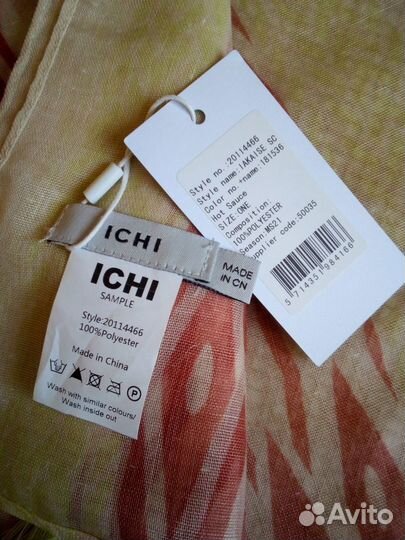 Style no.:20114466
Style name:IAKAISE SC
Color no.+name:181536
Hot Sauce
SIZE:ONE
Composition:
100%POLYESTER
Season:MS21
Supplier code:SD035
5 714351 984166
ICHI
MADE
IN CN
ICHI
SAMPLE
Style:20114466
100%Polyester
Made in China
Wash with similar colours/
Wash inside out
Avito